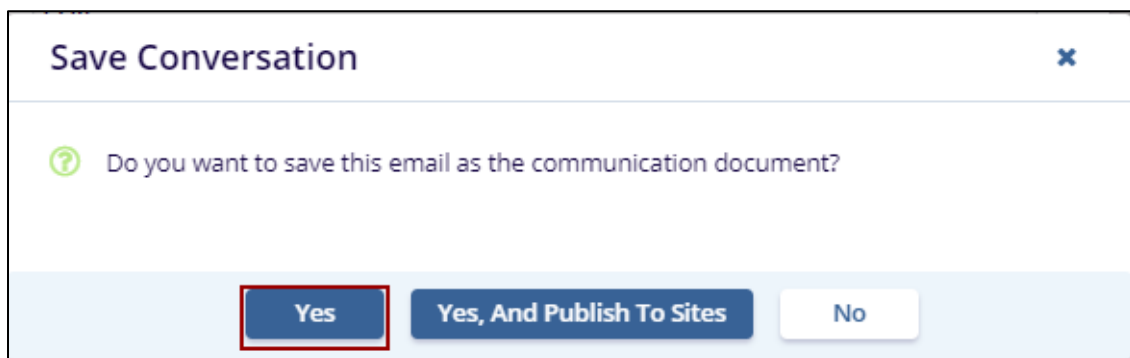 Save Conversation
Do you want to save this email as the communication document?
Yes
Yes, And Publish To Sites
No